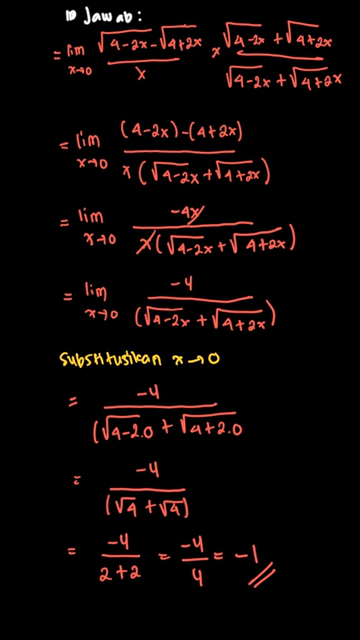 Jawab:
= lim x→0 (√(4-2x) - √(4+2x))/x × (√(4-2x) + √(4+2x))/(√(4-2x) + √(4+2x))
= lim x→0 ((4-2x)-(4+2x))/(x(√(4-2x) + √(4+2x)))
= lim x→0 -4x/(x(√(4-2x) + √(4+2x)))
= lim x→0 -4/(√(4-2x) + √(4+2x))
Substitusikan x→0
= -4/(√(4-2.0) + √(4+2.0)
= -4/(√4 + √4)
= -4/(2+2) = -4/4 = -1